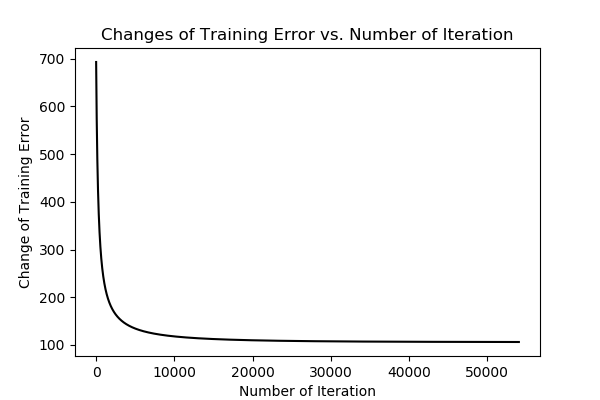 Changes of Training Error vs. Number of Iteration
700
600
500
400
300
200
100
Change of Training Error
0 10000 20000 30000 40000 50000
Number of Iteration